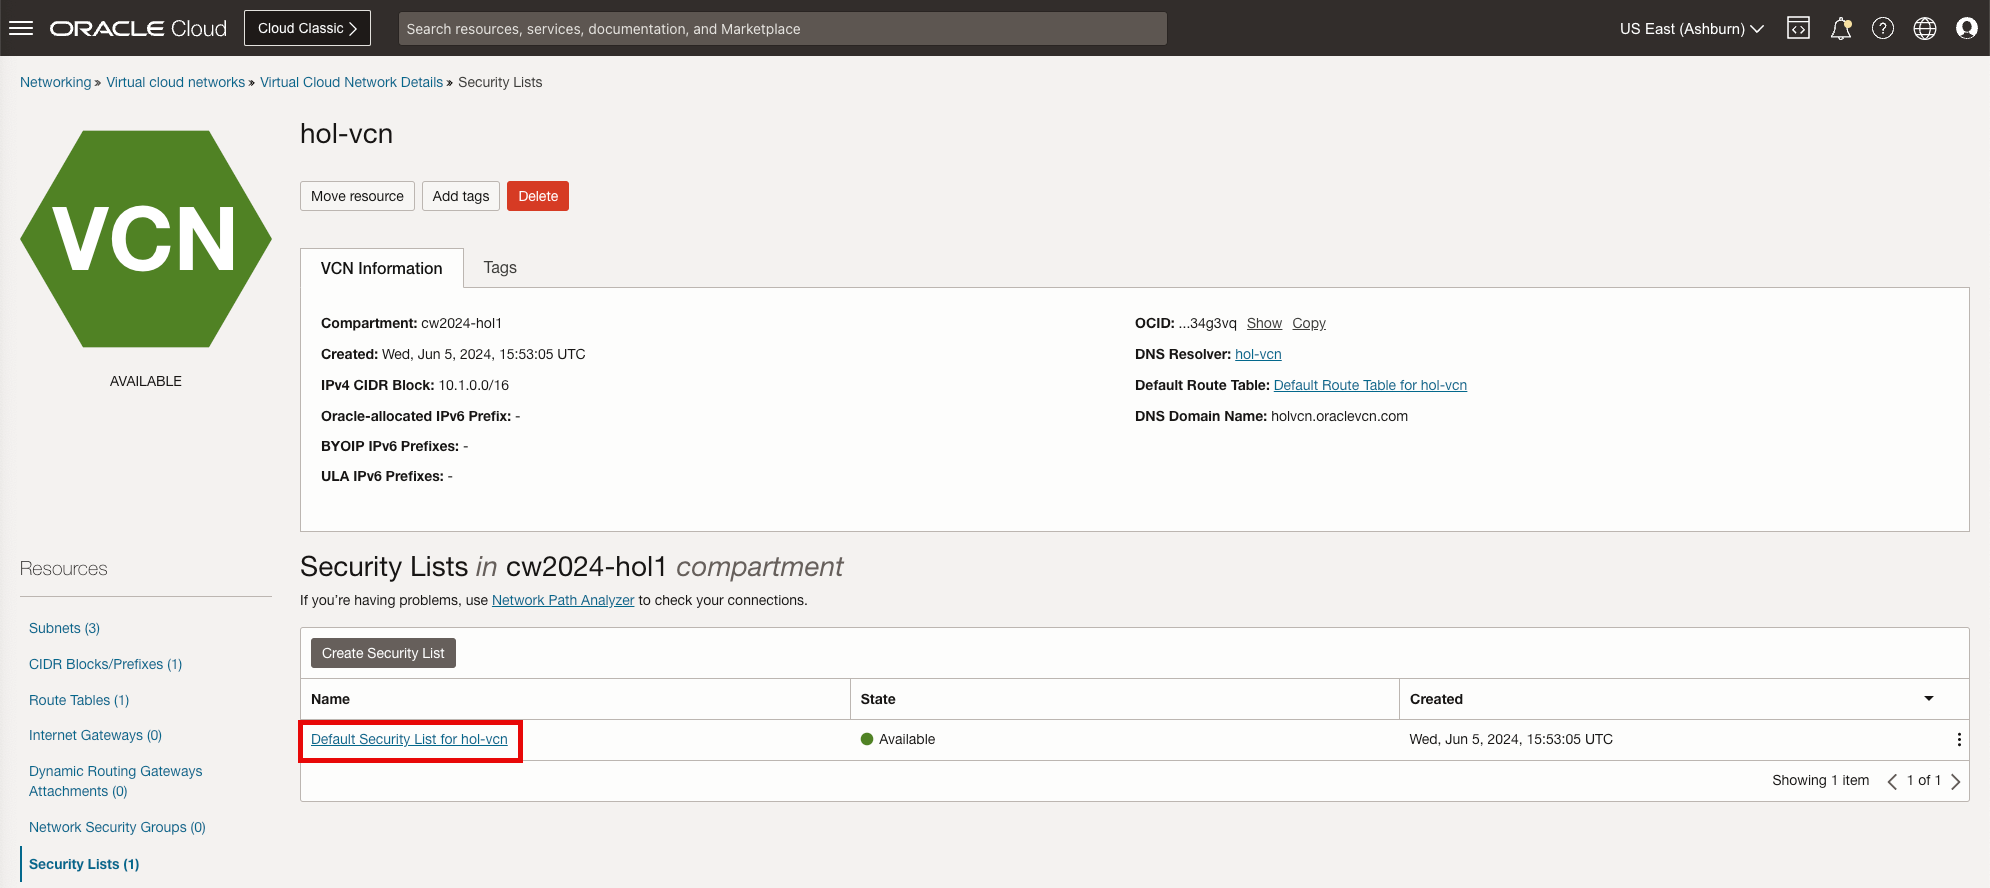 ORACLE Cloud
Cloud Classic
Search resources, services, documentation, and Marketplace
US East (Ashburn)
Networking » Virtual cloud networks » Virtual Cloud Network Details » Security Lists
VCN
AVAILABLE
hol-vcn
Move resource
Add tags
Delete
VCN Information
Tags
Compartment: cw2024-hol1
Created: Wed, Jun 5, 2024, 15:53:05 UTC
IPv4 CIDR Block: 10.1.0.0/16
Oracle-allocated IPv6 Prefix: -
BYOIP IPv6 Prefixes: -
ULA IPv6 Prefixes: -
OCID: ...34g3vq Show Copy
DNS Resolver: hol-vcn
Default Route Table: Default Route Table for hol-vcn
DNS Domain Name: holvcn.oraclevcn.com
Resources
Subnets (3)
CIDR Blocks/Prefixes (1)
Route Tables (1)
Internet Gateways (0)
Dynamic Routing Gateways
Attachments (0)
Network Security Groups (0)
Security Lists (1)
Security Lists in cw2024-hol1 compartment
If you’re having problems, use Network Path Analyzer to check your connections.
Create Security List
Name State Created
Default Security List for hol-vcn Available Wed, Jun 5, 2024, 15:53:05 UTC
Showing 1 item 1 of 1